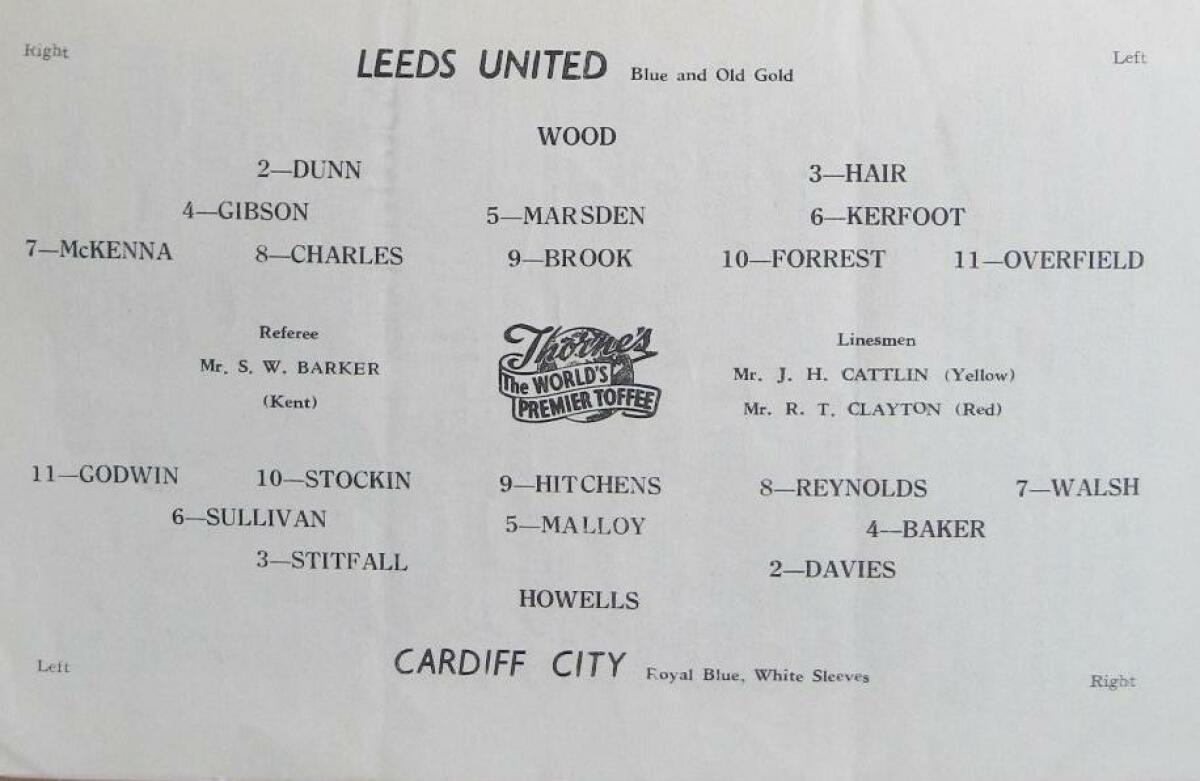 Right Left
LEEDS UNITED Blue and Old Gold
WOOD
2—DUNN 3—HAIR
4—GIBSON 5—MARSDEN 6—KERFOOT
7—McKENNA 8—CHARLES 9—BROOK 10—FORREST 11—OVERFIELD
Referee
Mr. S. W. BARKER
(Kent)
Thorne's
The WORLD'S
PREMIER TOFFEE
Linesmen
Mr. J. H. CATTLIN (Yellow)
Mr. R. T. CLAYTON (Red)
11—GODWIN 10—STOCKIN 9—HITCHENS 8—REYNOLDS 7—WALSH
6—SULLIVAN 5—MALLOY 4—BAKER
3—STITFALL 2—DAVIES
HOWELLS
CARDIFF CITY Royal Blue, White Sleeves
Left Right